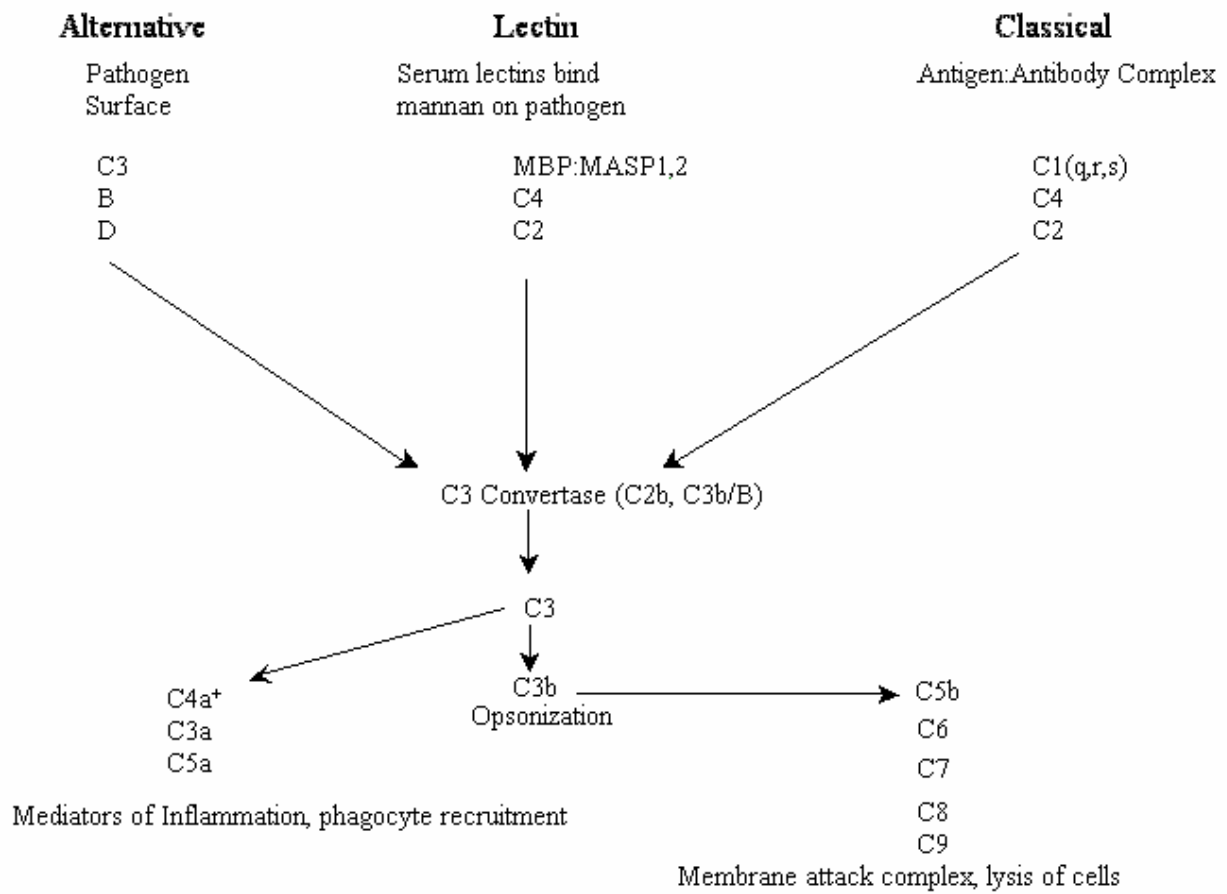 Alternative
Lectin
Classical
Pathogen
Surface
Serum lectins bind
mannan on pathogen
Antigen:Antibody Complex
C3
B
D
MBP:MASP1,2
C4
C2
C1(q,r,s)
C4
C2
C3 Convertase (C2b, C3b/B)
C3
C4a+
C3a
C5a
Mediators of Inflammation, phagocyte recruitment
C3b
Opsonization
C5b
C6
C7
C8
C9
Membrane attack complex, lysis of cells